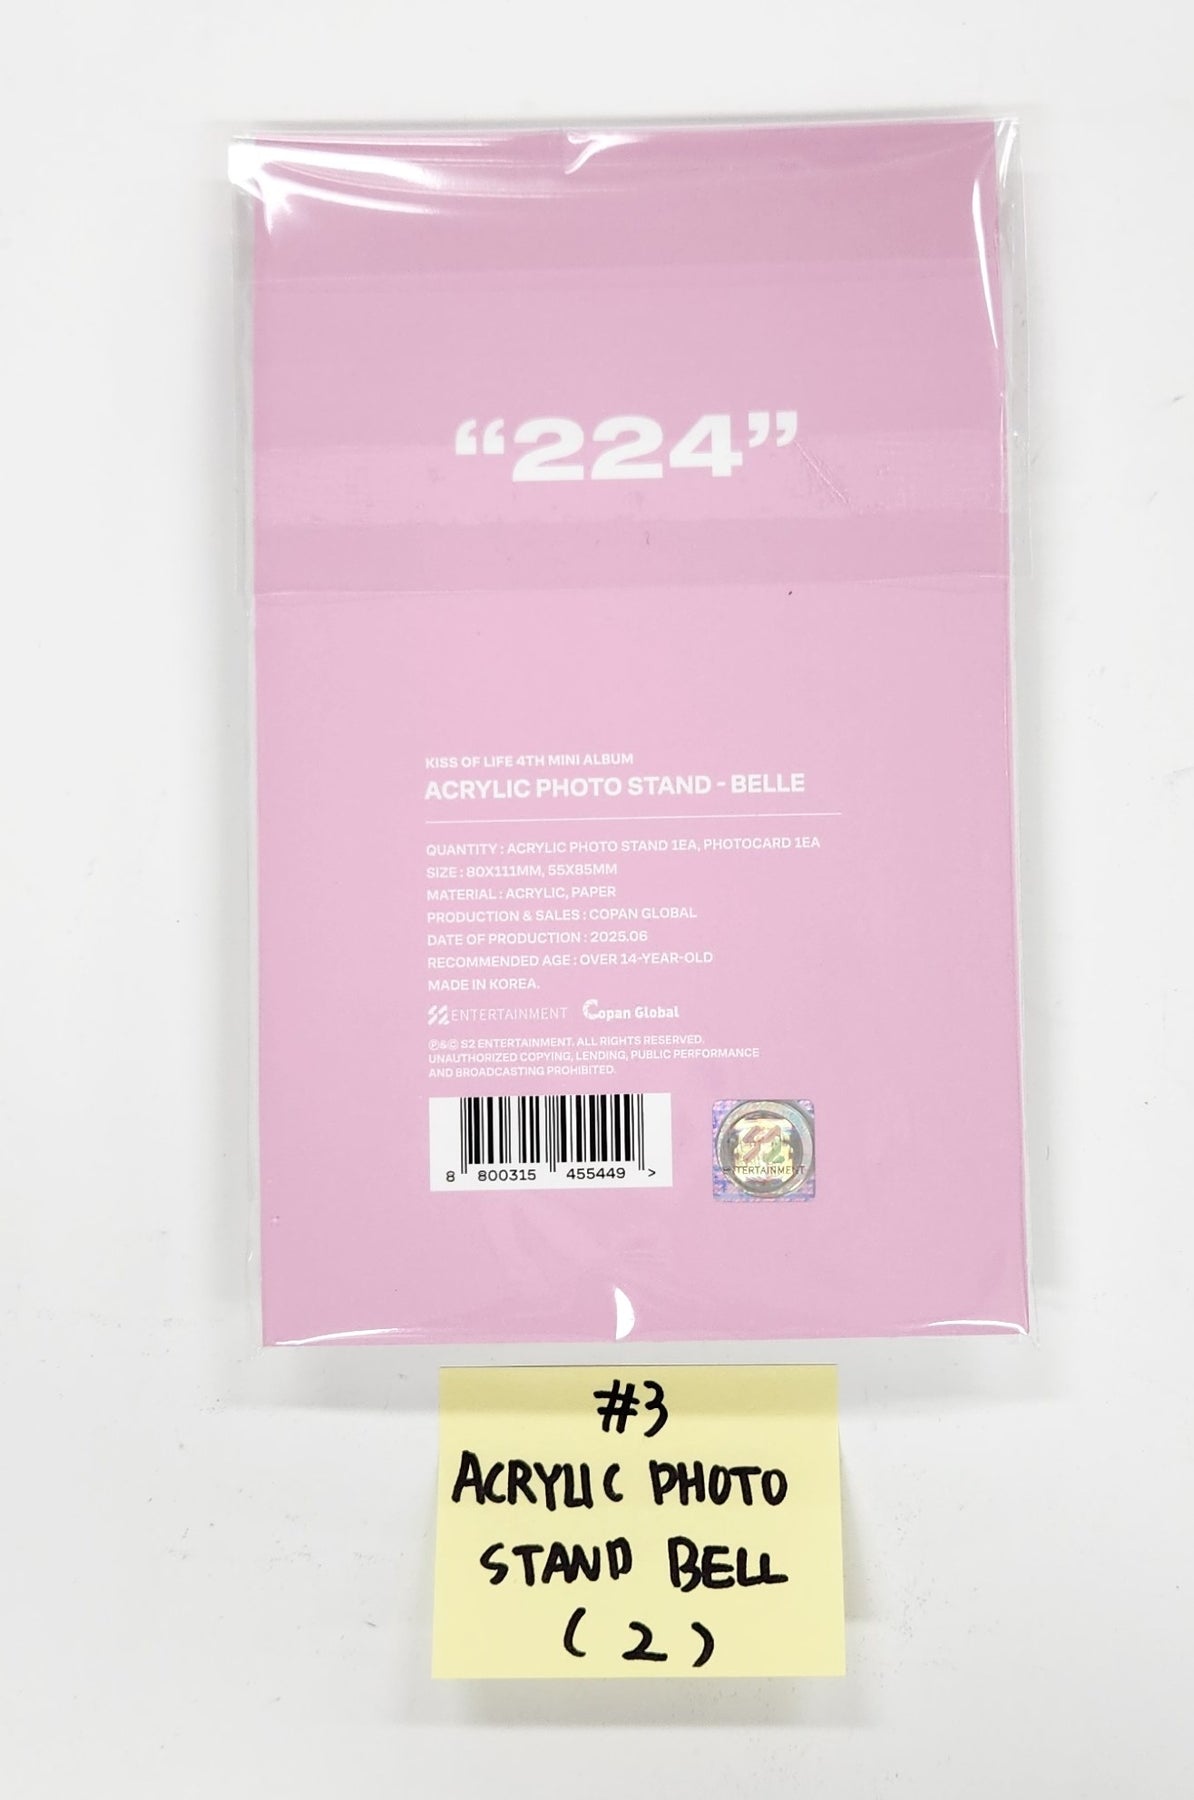 “224”
KISS OF LIFE 4TH MINI ALBUM
ACRYLIC PHOTO STAND - BELLE
QUANTITY : ACRYLIC PHOTO STAND 1EA, PHOTOCARD 1EA
SIZE : 80X111MM, 55X85MM
MATERIAL : ACRYLIC, PAPER
PRODUCTION & SALES : COPAN GLOBAL
DATE OF PRODUCTION : 2025.06
RECOMMENDED AGE : OVER 14-YEAR-OLD
MADE IN KOREA.
S2 ENTERTAINMENT Copan Global
Ⓟ&Ⓒ S2 ENTERTAINMENT. ALL RIGHTS RESERVED.
UNAUTHORIZED COPYING, LENDING, PUBLIC PERFORMANCE
AND BROADCASTING PROHIBITED.
8 800315 455449 >
S2
ENTERTAINMENT
#3
ACRYLIC PHOTO
STAND BELL
(2)